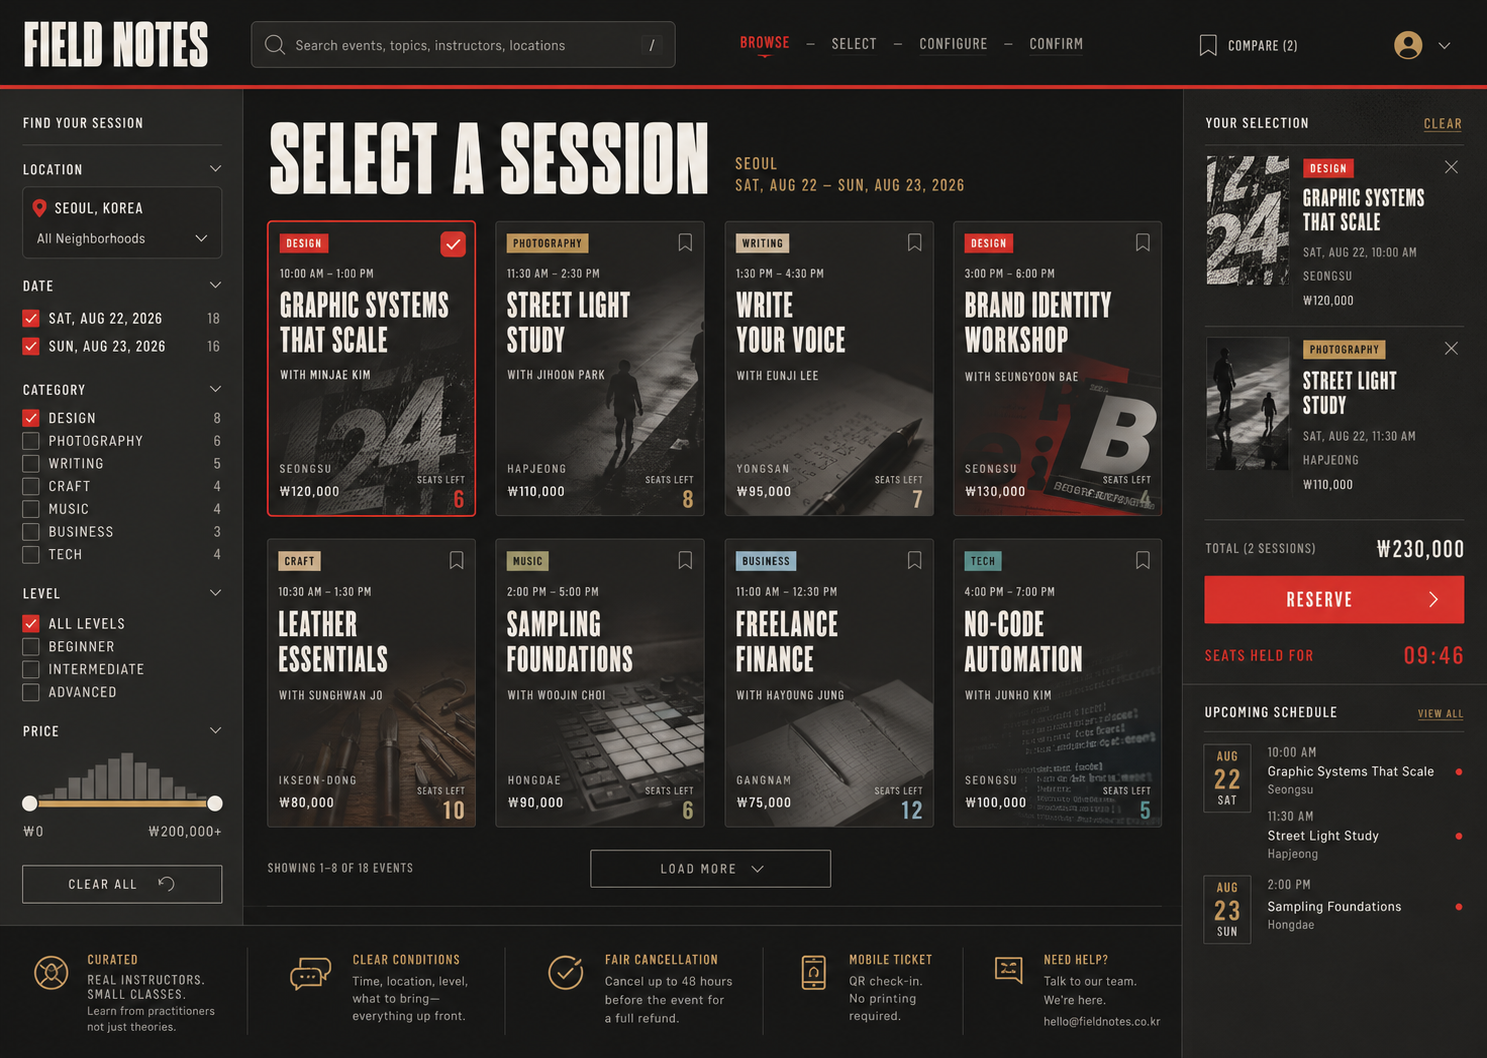 FIELD NOTES
Search events, topics, instructors, locations
/
BROWSE — SELECT — CONFIGURE — CONFIRM
COMPARE (2)
FIND YOUR SESSION
LOCATION
SEOUL, KOREA
All Neighborhoods
DATE
SAT, AUG 22, 2026 18
SUN, AUG 23, 2026 16
CATEGORY
DESIGN 8
PHOTOGRAPHY 6
WRITING 5
CRAFT 4
MUSIC 4
BUSINESS 3
TECH 4
LEVEL
ALL LEVELS
BEGINNER
INTERMEDIATE
ADVANCED
PRICE
₩0 ₩200,000+
CLEAR ALL
SELECT A SESSION
SEOUL
SAT, AUG 22 – SUN, AUG 23, 2026
DESIGN
10:00 AM – 1:00 PM
GRAPHIC SYSTEMS
THAT SCALE
WITH MINJAE KIM
124
SEONGSU
₩120,000
SEATS LEFT
6
PHOTOGRAPHY
11:30 AM – 2:30 PM
STREET LIGHT
STUDY
WITH JIHOON PARK
HAPJEONG
₩110,000
SEATS LEFT
8
WRITING
1:30 PM – 4:30 PM
WRITE
YOUR VOICE
WITH EUNJI LEE
YONGSAN
₩95,000
SEATS LEFT
7
DESIGN
3:00 PM – 6:00 PM
BRAND IDENTITY
WORKSHOP
WITH SEUNGYOON BAE
B
SEONGSU
₩130,000
SEATS LEFT
4
CRAFT
10:30 AM – 1:30 PM
LEATHER
ESSENTIALS
WITH SUNGHWAN JO
IKSEON-DONG
₩80,000
SEATS LEFT
10
MUSIC
2:00 PM – 5:00 PM
SAMPLING
FOUNDATIONS
WITH WOOJIN CHOI
HONGDAE
₩90,000
SEATS LEFT
6
BUSINESS
11:00 AM – 12:30 PM
FREELANCE
FINANCE
WITH HAYOUNG JUNG
GANGNAM
₩75,000
SEATS LEFT
12
TECH
4:00 PM – 7:00 PM
NO-CODE
AUTOMATION
WITH JUNHO KIM
SEONGSU
₩100,000
SEATS LEFT
5
SHOWING 1–8 OF 18 EVENTS
LOAD MORE
YOUR SELECTION
CLEAR
24
DESIGN
GRAPHIC SYSTEMS
THAT SCALE
SAT, AUG 22, 10:00 AM
SEONGSU
₩120,000
PHOTOGRAPHY
STREET LIGHT
STUDY
SAT, AUG 22, 11:30 AM
HAPJEONG
₩110,000
TOTAL (2 SESSIONS) ₩230,000
RESERVE
SEATS HELD FOR 09:46
UPCOMING SCHEDULE
VIEW ALL
AUG
22
SAT
10:00 AM
Graphic Systems That Scale
Seongsu
11:30 AM
Street Light Study
Hapjeong
AUG
23
SUN
2:00 PM
Sampling Foundations
Hongdae
CURATED
REAL INSTRUCTORS.
SMALL CLASSES.
Learn from practitioners
not just theories.
CLEAR CONDITIONS
Time, location, level,
what to bring—
everything up front.
FAIR CANCELLATION
Cancel up to 48 hours
before the event for
a full refund.
MOBILE TICKET
QR check-in.
No printing
required.
NEED HELP?
Talk to our team.
We're here.
hello@fieldnotes.co.kr